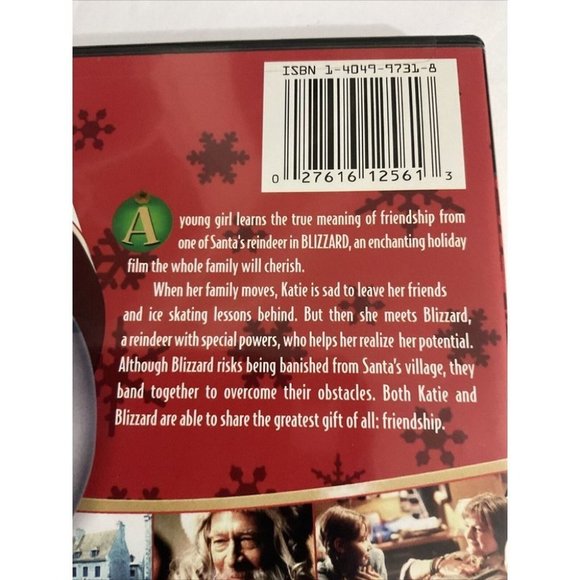 ISBN 1-4049-9731-8
0 27616 12561 3
A young girl learns the true meaning of friendship from
one of Santa's reindeer in BLIZZARD, an enchanting holiday
film the whole family will cherish.
When her family moves, Katie is sad to leave her friends
and ice skating lessons behind. But then she meets Blizzard,
a reindeer with special powers, who helps her realize her potential.
Although Blizzard risks being banished from Santa's village, they
band together to overcome their obstacles. Both Katie and
Blizzard are able to share the greatest gift of all: friendship.